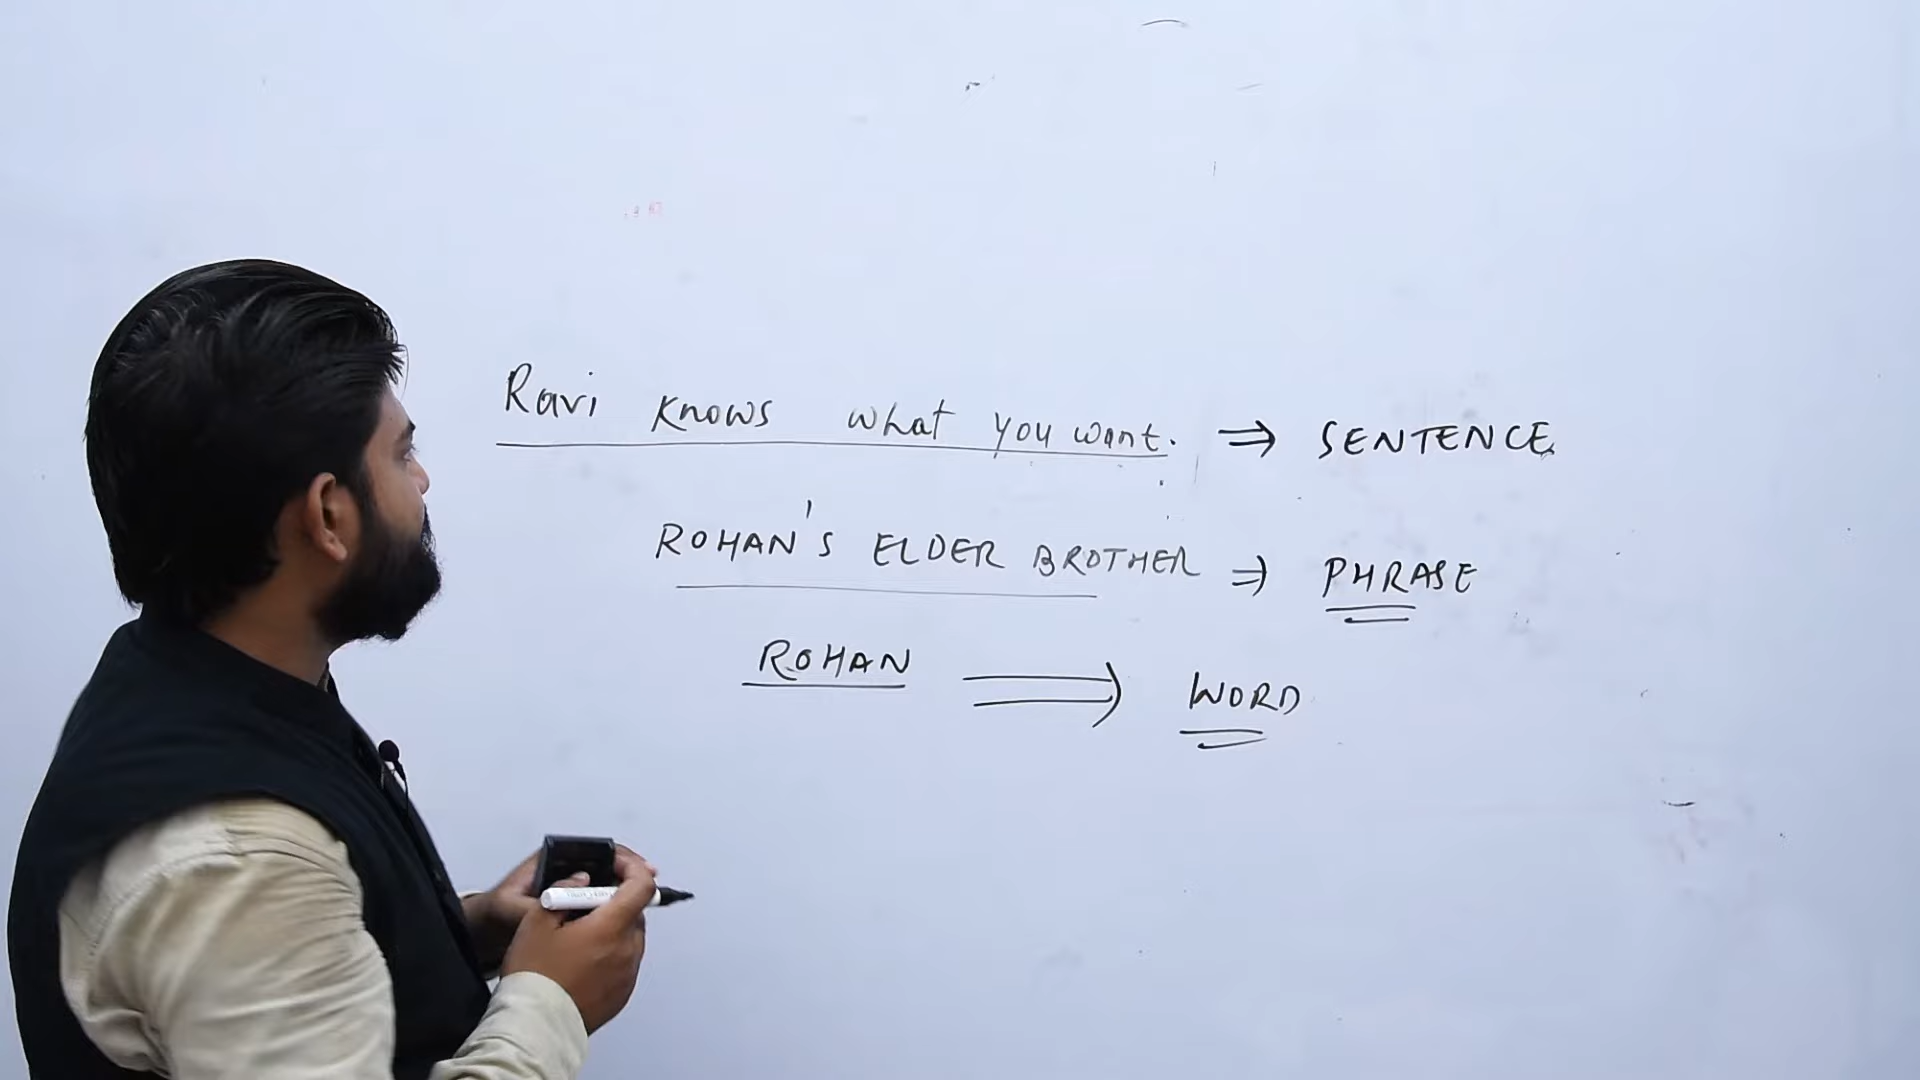 Ravi knows what you want. ⇒ SENTENCE
ROHAN'S ELDER BROTHER ⇒ PHRASE
ROHAN ⇒ WORD